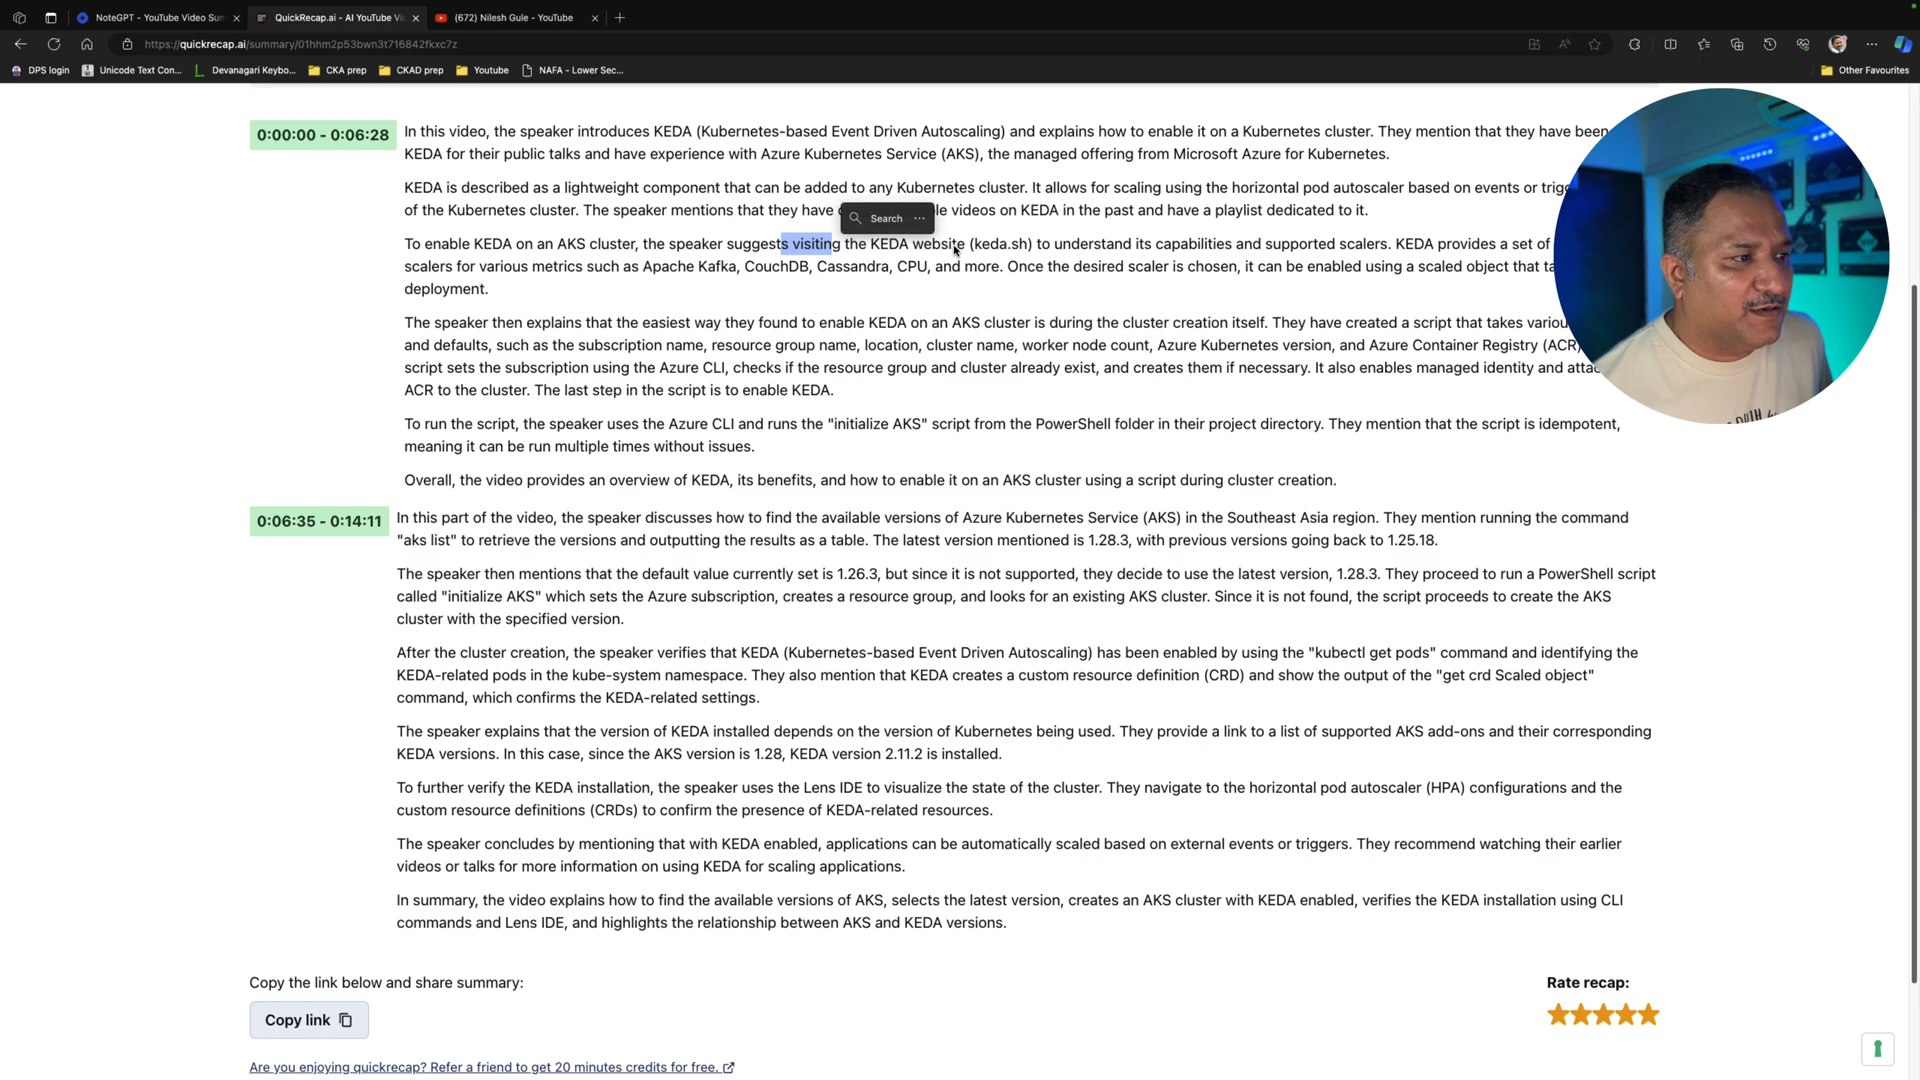 NoteGPT - YouTube Video Sum
QuickRecap.ai - AI YouTube Vi
(672) Nilesh Gule - YouTube
https://quickrecap.ai/summary/01hhm2p53bwn3t716842fkxc7z
DPS login
Unicode Text Con...
Devanagari Keybo...
CKA prep
CKAD prep
Youtube
NAFA - Lower Sec...
Other Favourites
0:00:00 - 0:06:28
In this video, the speaker introduces KEDA (Kubernetes-based Event Driven Autoscaling) and explains how to enable it on a Kubernetes cluster. They mention that they have been
KEDA for their public talks and have experience with Azure Kubernetes Service (AKS), the managed offering from Microsoft Azure for Kubernetes.
KEDA is described as a lightweight component that can be added to any Kubernetes cluster. It allows for scaling using the horizontal pod autoscaler based on events or trig
of the Kubernetes cluster. The speaker mentions that they have
le videos on KEDA in the past and have a playlist dedicated to it.
Search
To enable KEDA on an AKS cluster, the speaker suggests visiting the KEDA website (keda.sh) to understand its capabilities and supported scalers. KEDA provides a set of
scalers for various metrics such as Apache Kafka, CouchDB, Cassandra, CPU, and more. Once the desired scaler is chosen, it can be enabled using a scaled object that ta
deployment.
The speaker then explains that the easiest way they found to enable KEDA on an AKS cluster is during the cluster creation itself. They have created a script that takes variou
and defaults, such as the subscription name, resource group name, location, cluster name, worker node count, Azure Kubernetes version, and Azure Container Registry (ACR)
script sets the subscription using the Azure CLI, checks if the resource group and cluster already exist, and creates them if necessary. It also enables managed identity and attac
ACR to the cluster. The last step in the script is to enable KEDA.
To run the script, the speaker uses the Azure CLI and runs the "initialize AKS" script from the PowerShell folder in their project directory. They mention that the script is idempotent,
meaning it can be run multiple times without issues.
Overall, the video provides an overview of KEDA, its benefits, and how to enable it on an AKS cluster using a script during cluster creation.
0:06:35 - 0:14:11
In this part of the video, the speaker discusses how to find the available versions of Azure Kubernetes Service (AKS) in the Southeast Asia region. They mention running the command
"aks list" to retrieve the versions and outputting the results as a table. The latest version mentioned is 1.28.3, with previous versions going back to 1.25.18.
The speaker then mentions that the default value currently set is 1.26.3, but since it is not supported, they decide to use the latest version, 1.28.3. They proceed to run a PowerShell script
called "initialize AKS" which sets the Azure subscription, creates a resource group, and looks for an existing AKS cluster. Since it is not found, the script proceeds to create the AKS
cluster with the specified version.
After the cluster creation, the speaker verifies that KEDA (Kubernetes-based Event Driven Autoscaling) has been enabled by using the "kubectl get pods" command and identifying the
KEDA-related pods in the kube-system namespace. They also mention that KEDA creates a custom resource definition (CRD) and show the output of the "get crd Scaled object"
command, which confirms the KEDA-related settings.
The speaker explains that the version of KEDA installed depends on the version of Kubernetes being used. They provide a link to a list of supported AKS add-ons and their corresponding
KEDA versions. In this case, since the AKS version is 1.28, KEDA version 2.11.2 is installed.
To further verify the KEDA installation, the speaker uses the Lens IDE to visualize the state of the cluster. They navigate to the horizontal pod autoscaler (HPA) configurations and the
custom resource definitions (CRDs) to confirm the presence of KEDA-related resources.
The speaker concludes by mentioning that with KEDA enabled, applications can be automatically scaled based on external events or triggers. They recommend watching their earlier
videos or talks for more information on using KEDA for scaling applications.
In summary, the video explains how to find the available versions of AKS, selects the latest version, creates an AKS cluster with KEDA enabled, verifies the KEDA installation using CLI
commands and Lens IDE, and highlights the relationship between AKS and KEDA versions.
Copy the link below and share summary:
Rate recap:
Copy link
Are you enjoying quickrecap? Refer a friend to get 20 minutes credits for free.